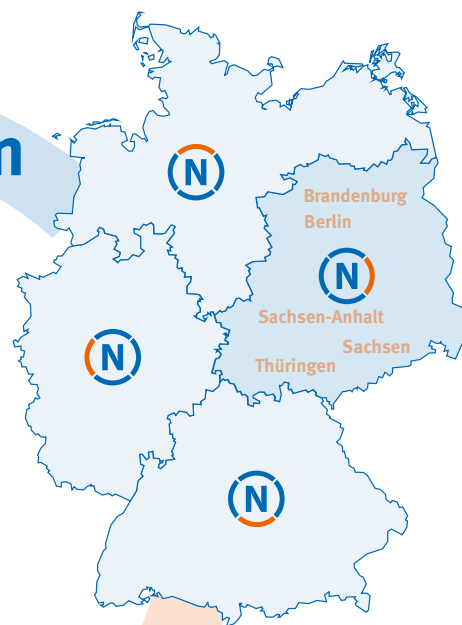 n
N
Brandenburg
Berlin
N
Sachsen-Anhalt
Sachsen
Thüringen
N
N